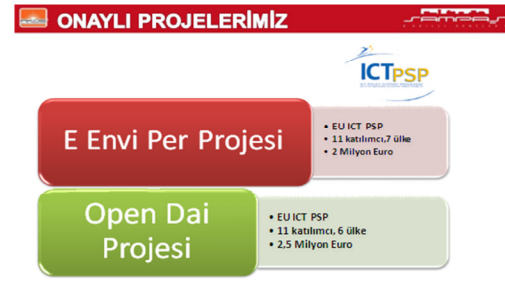 ONAYLI PROJELERİMİZ
SAMPAŞ
ICTPSP
E Envi Per Projesi
• EU ICT PSP
• 11 katılımcı,7 ülke
• 2 Milyon Euro
Open Dai
Projesi
• EU ICT PSP
• 11 katılımcı, 6 ülke
• 2,5 Milyon Euro